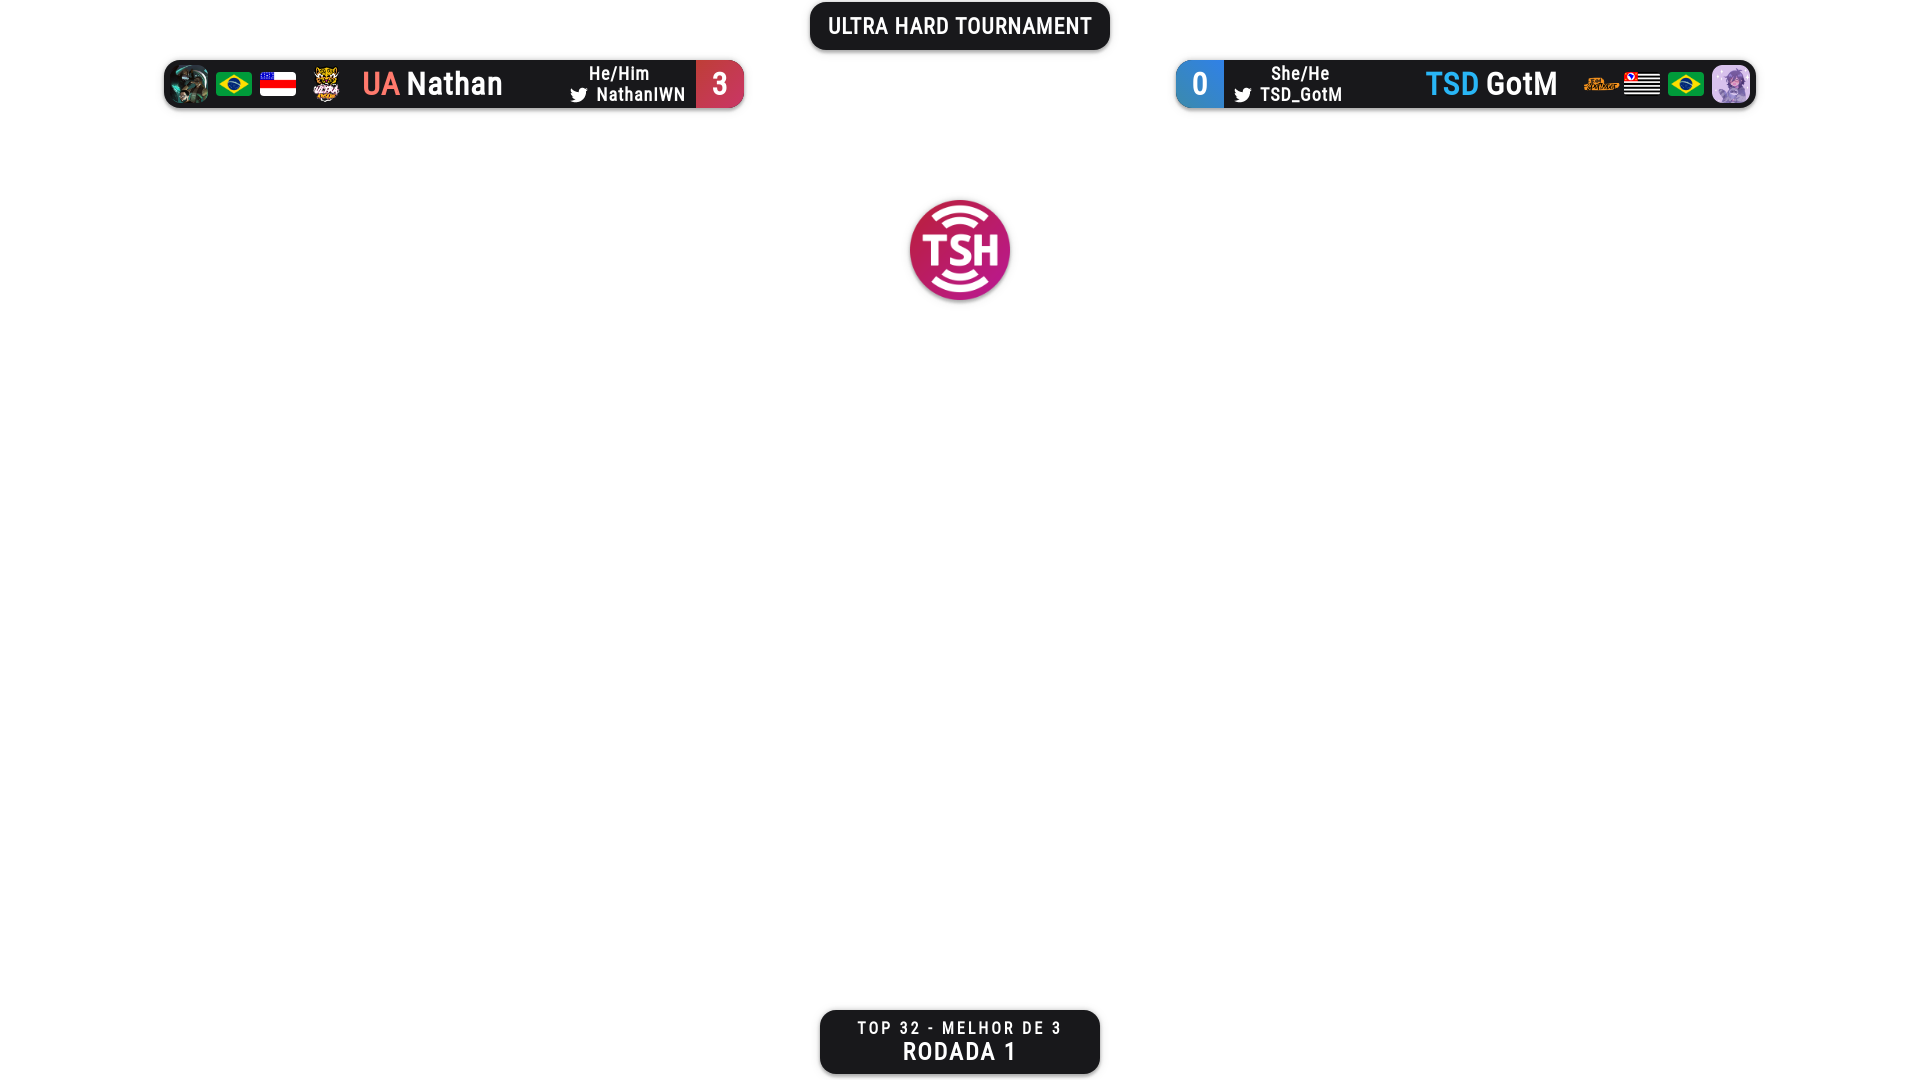 ULTRA HARD TOURNAMENT
UA Nathan
He/Him
NathanIWN
3
0
She/He
TSD_GotM
TSD GotM
TSH
TOP 32 - MELHOR DE 3
RODADA 1